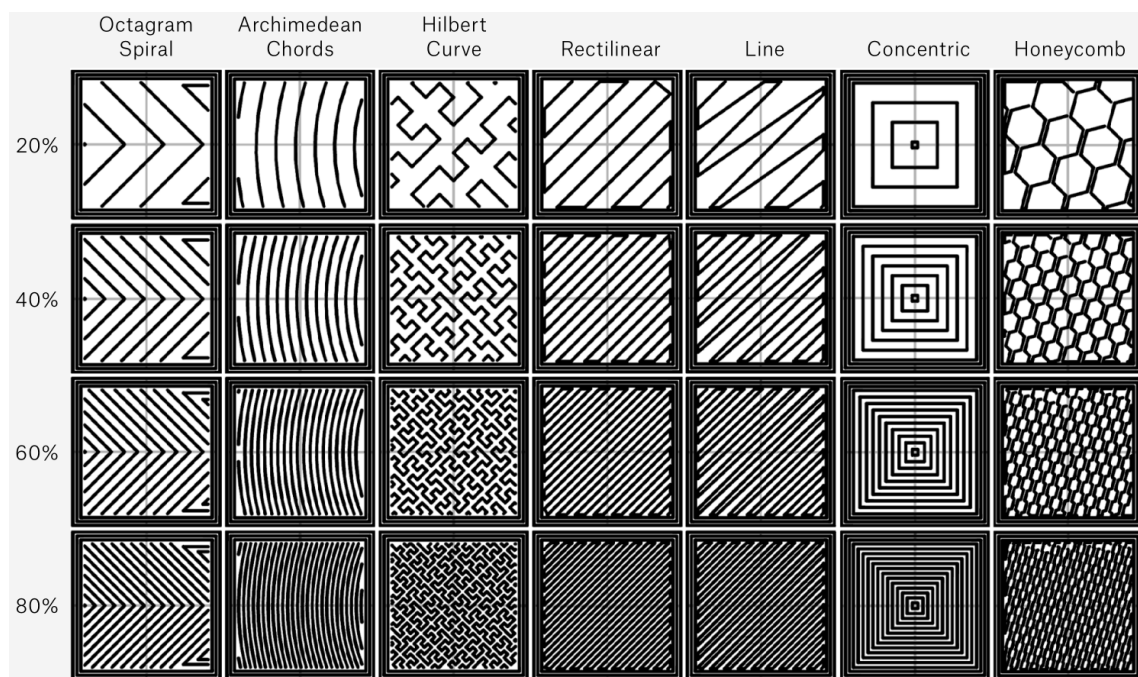 Octagram Archimedean Hilbert
Spiral Chords Curve Rectilinear Line Concentric Honeycomb
20%
40%
60%
80%